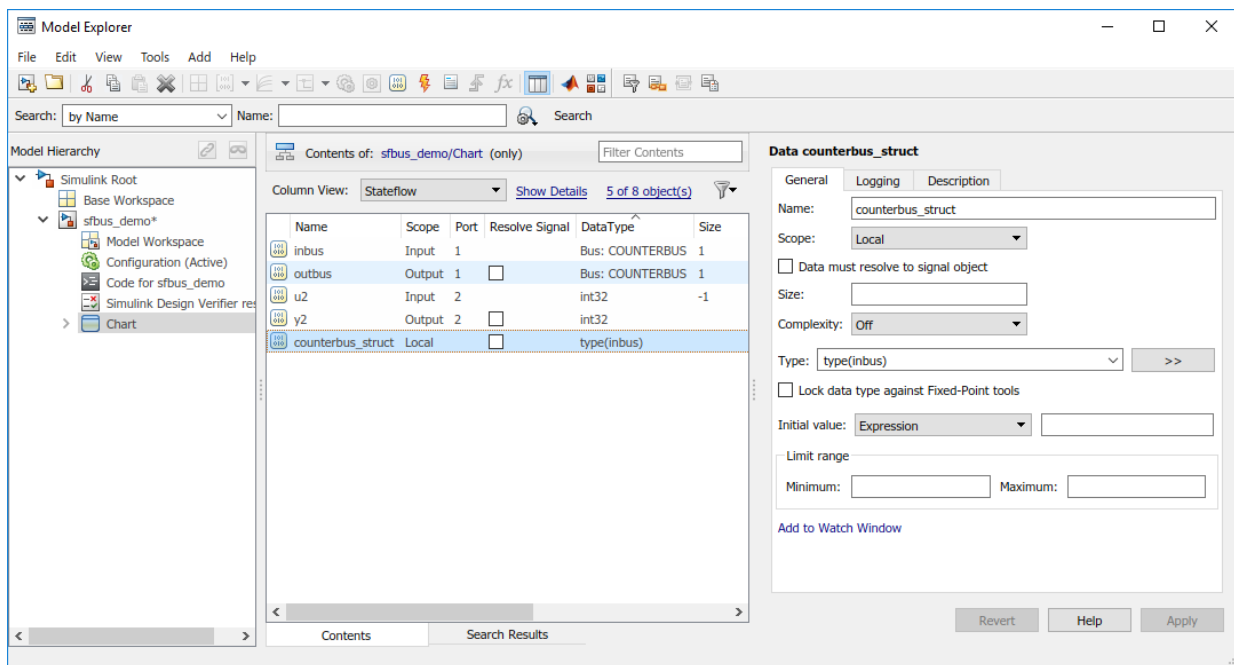 Model Explorer
File Edit View Tools Add Help
Search: by Name Name: Search
Model Hierarchy
Simulink Root
Base Workspace
sfbus_demo*
Model Workspace
Configuration (Active)
Code for sfbus_demo
Simulink Design Verifier res
Chart
Contents of: sfbus_demo/Chart (only) Filter Contents
Column View: Stateflow Show Details 5 of 8 object(s)
Name Scope Port Resolve Signal DataType Size
inbus Input 1 Bus: COUNTERBUS 1
outbus Output 1 Bus: COUNTERBUS 1
u2 Input 2 int32 -1
y2 Output 2 int32
counterbus_struct Local type(inbus)
Contents Search Results
Data counterbus_struct
General Logging Description
Name: counterbus_struct
Scope: Local
Data must resolve to signal object
Size:
Complexity: Off
Type: type(inbus) >>
Lock data type against Fixed-Point tools
Initial value: Expression
Limit range
Minimum: Maximum:
Add to Watch Window
Revert Help Apply